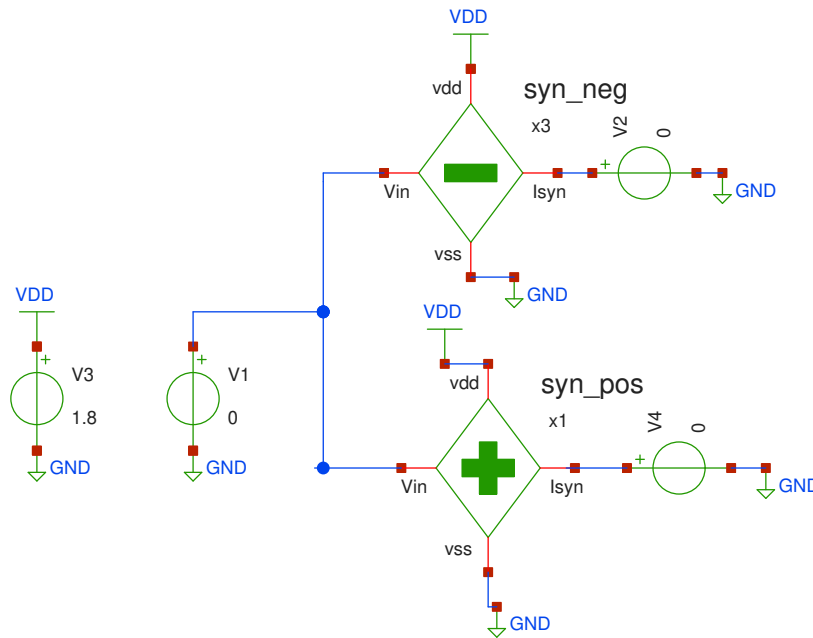 VDD
vdd
syn_neg
x3
V2
0
+
Vin
Isyn
GND
vss
GND
VDD
VDD
+
V3
1.8
GND
+
V1
0
GND
vdd
syn_pos
x1
V4
0
+
Vin
Isyn
GND
vss
GND